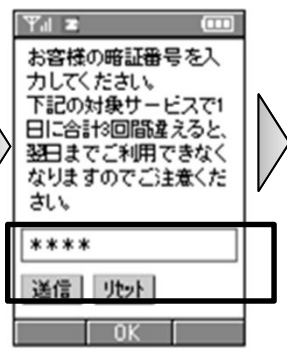 お客様の暗証番号を入
力してください。
下記の対象サービスで1
日に合計3回間違えると、
翌日までご利用できなく
なりますのでご注意くだ
さい。
****
送信 リセット
OK